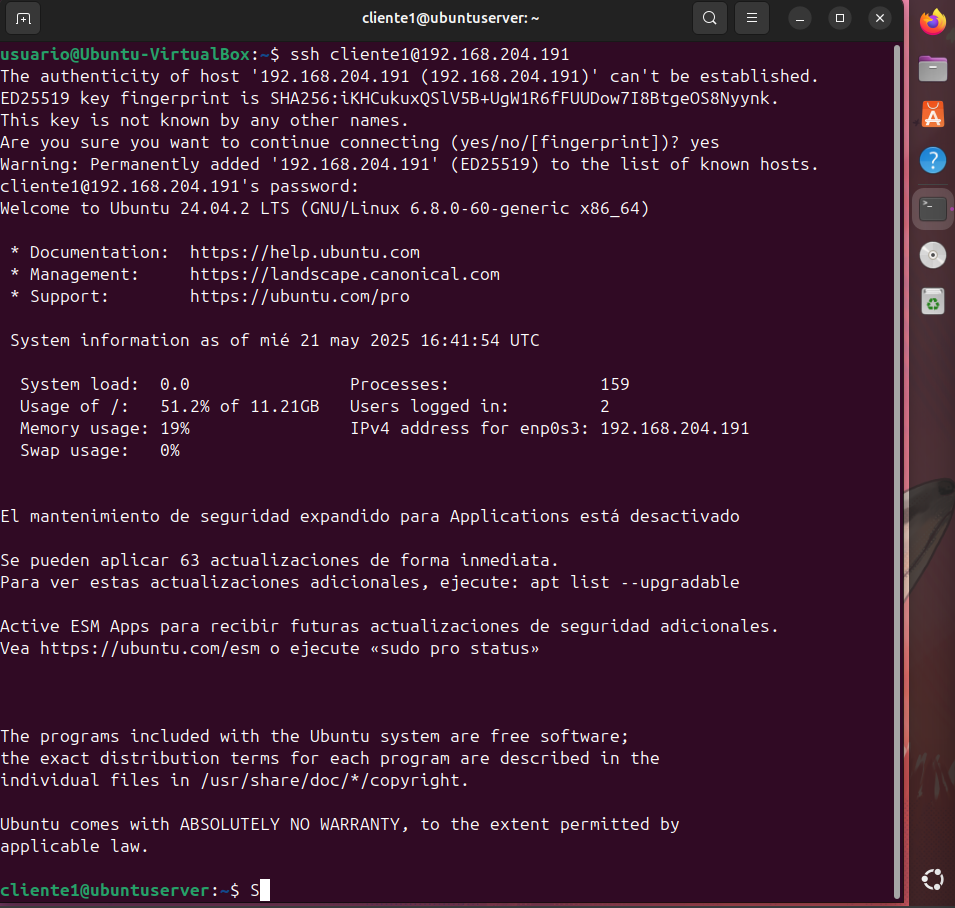 cliente1@ubuntuserver: ~
usuario@Ubuntu-VirtualBox:~$ ssh cliente1@192.168.204.191
The authenticity of host '192.168.204.191 (192.168.204.191)' can't be established.
ED25519 key fingerprint is SHA256:iKHCukuxQSlV5B+UgW1R6fFUUDow7I8BtgeOS8Nyynk.
This key is not known by any other names.
Are you sure you want to continue connecting (yes/no/[fingerprint])? yes
Warning: Permanently added '192.168.204.191' (ED25519) to the list of known hosts.
cliente1@192.168.204.191's password:
Welcome to Ubuntu 24.04.2 LTS (GNU/Linux 6.8.0-60-generic x86_64)
* Documentation:  https://help.ubuntu.com
* Management:     https://landscape.canonical.com
* Support:        https://ubuntu.com/pro
System information as of mié 21 may 2025 16:41:54 UTC
System load:  0.0                Processes:               159
Usage of /:   51.2% of 11.21GB   Users logged in:         2
Memory usage: 19%                IPv4 address for enp0s3: 192.168.204.191
Swap usage:   0%
El mantenimiento de seguridad expandido para Applications está desactivado
Se pueden aplicar 63 actualizaciones de forma inmediata.
Para ver estas actualizaciones adicionales, ejecute: apt list --upgradable
Active ESM Apps para recibir futuras actualizaciones de seguridad adicionales.
Vea https://ubuntu.com/esm o ejecute «sudo pro status»
The programs included with the Ubuntu system are free software;
the exact distribution terms for each program are described in the
individual files in /usr/share/doc/*/copyright.
Ubuntu comes with ABSOLUTELY NO WARRANTY, to the extent permitted by
applicable law.
cliente1@ubuntuserver:~$ S